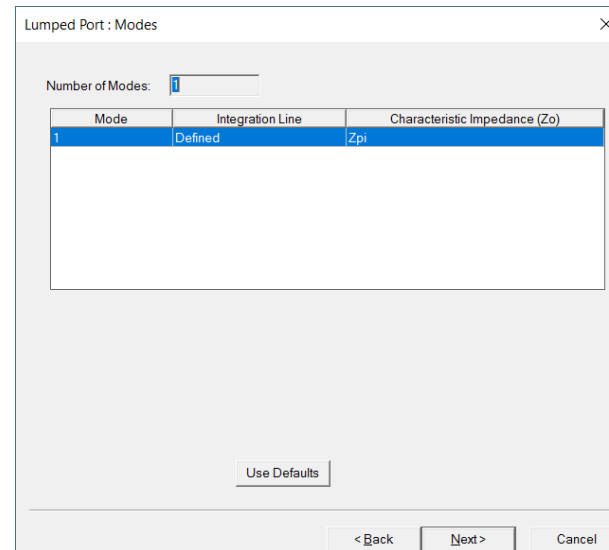 Lumped Port : Modes
Number of Modes: 1
Mode Integration Line Characteristic Impedance (Zo)
1 Defined Zpi
Use Defaults
< Back Next > Cancel